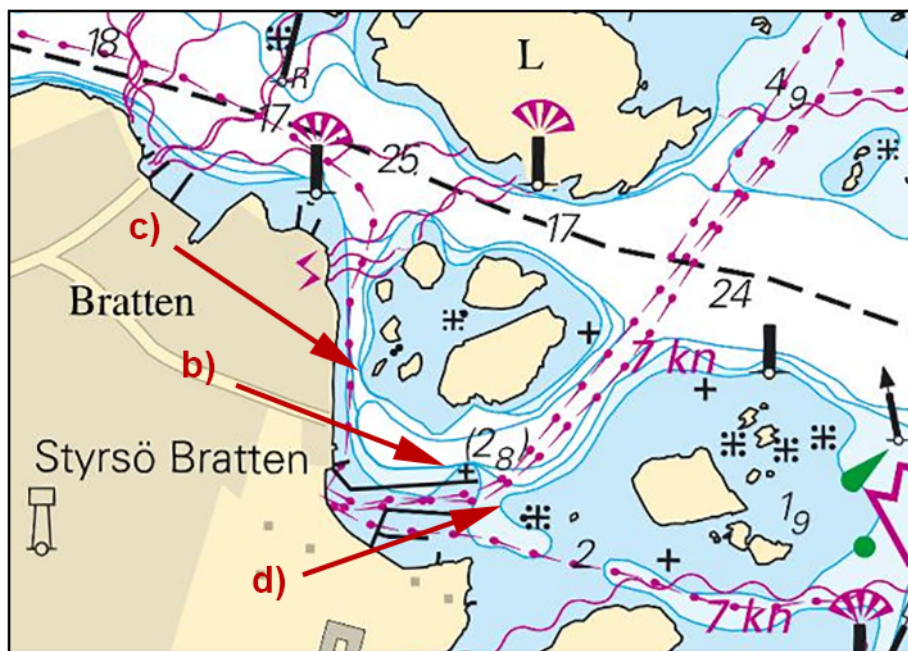 18
R
L
4
9
17
25
17
c)
24
Bratten
7 kn
b)
(2
8)
Styrsö Bratten
1
9
d)
2
7 kn